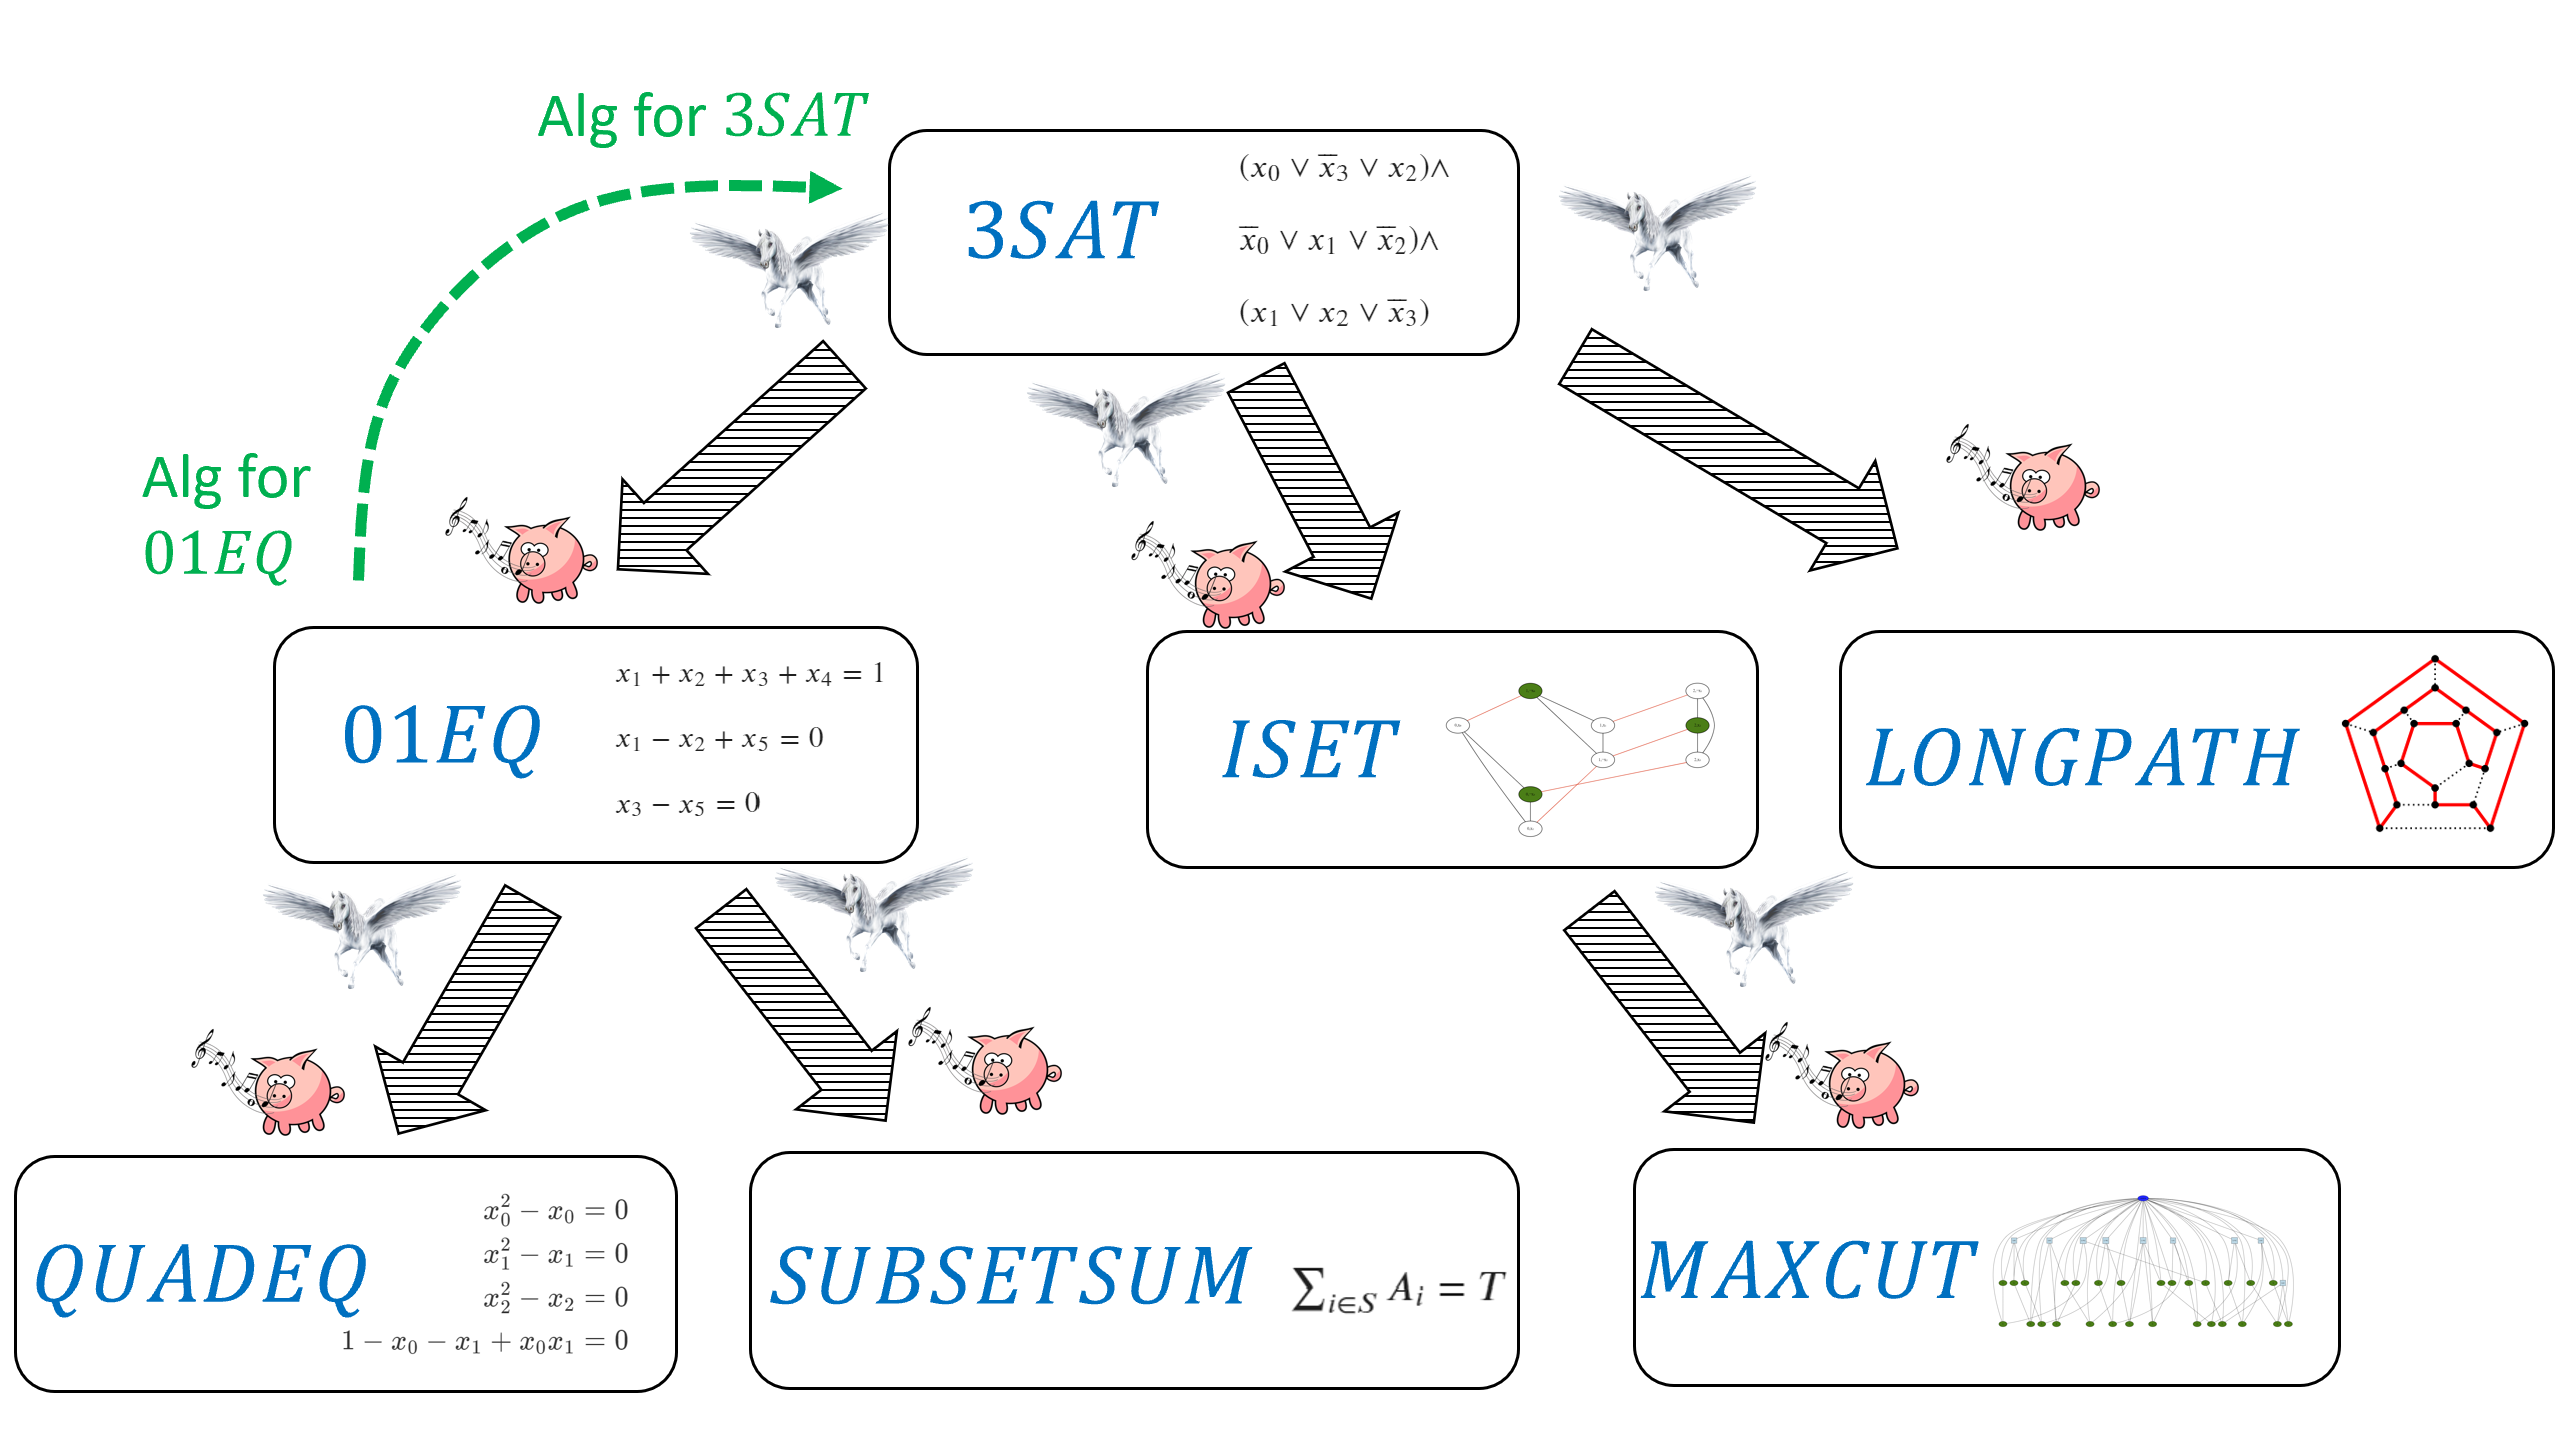 Alg for 3SAT
3SAT
(x₀ ∨ x̅₃ ∨ x₂)∧
x̅₀ ∨ x₁ ∨ x̅₂)∧
(x₁ ∨ x₂ ∨ x̅₃)
Alg for
01EQ
01EQ
x₁ + x₂ + x₃ + x₄ = 1
x₁ − x₂ + x₅ = 0
x₃ − x₅ = 0
ISET
LONGPATH
QUADEQ
x₀² − x₀ = 0
x₁² − x₁ = 0
x₂² − x₂ = 0
1 − x₀ − x₁ + x₀x₁ = 0
SUBSETSUM
∑ᵢ∈S Aᵢ = T
MAXCUT